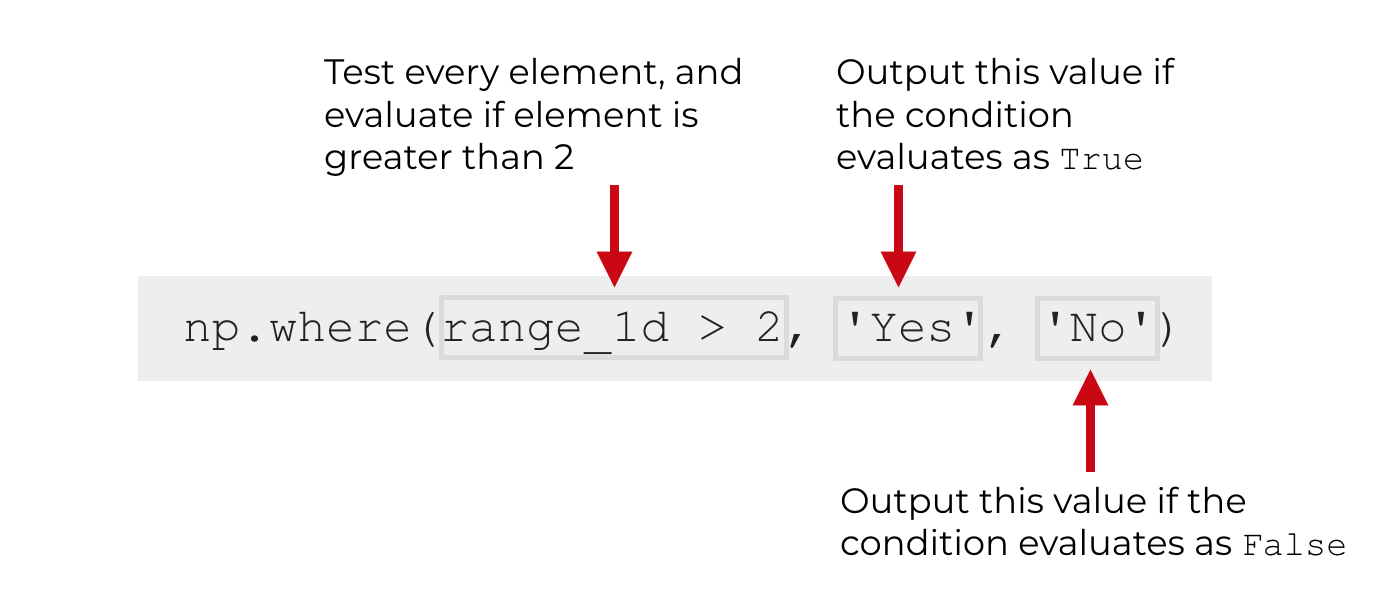 Test every element, and
evaluate if element is
greater than 2
Output this value if
the condition
evaluates as True
np.where(range_1d > 2, 'Yes', 'No')
Output this value if the
condition evaluates as False